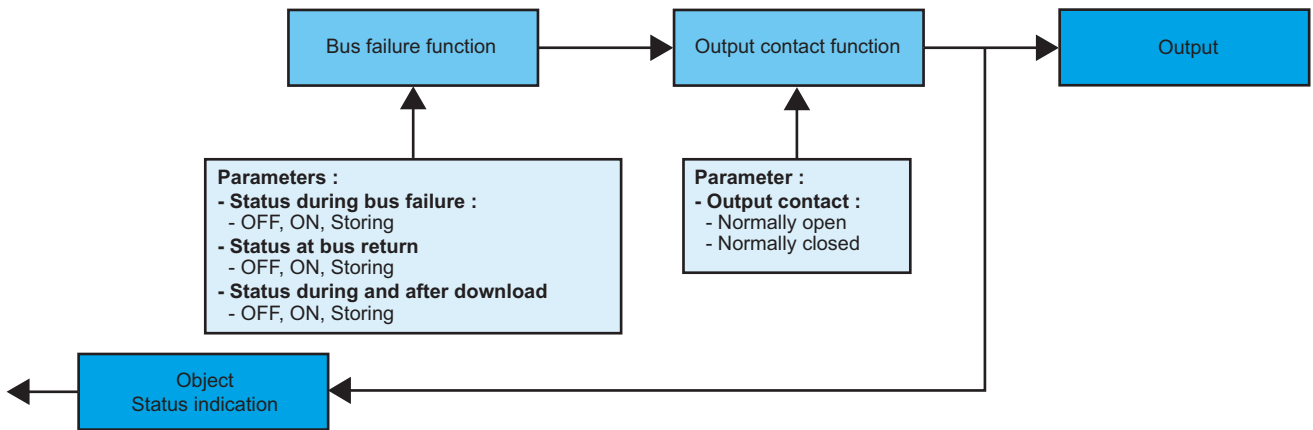 Bus failure function
Output contact function
Output
Parameters :
- Status during bus failure :
- OFF, ON, Storing
- Status at bus return
- OFF, ON, Storing
- Status during and after download
- OFF, ON, Storing
Parameter :
- Output contact :
- Normally open
- Normally closed
Object
Status indication